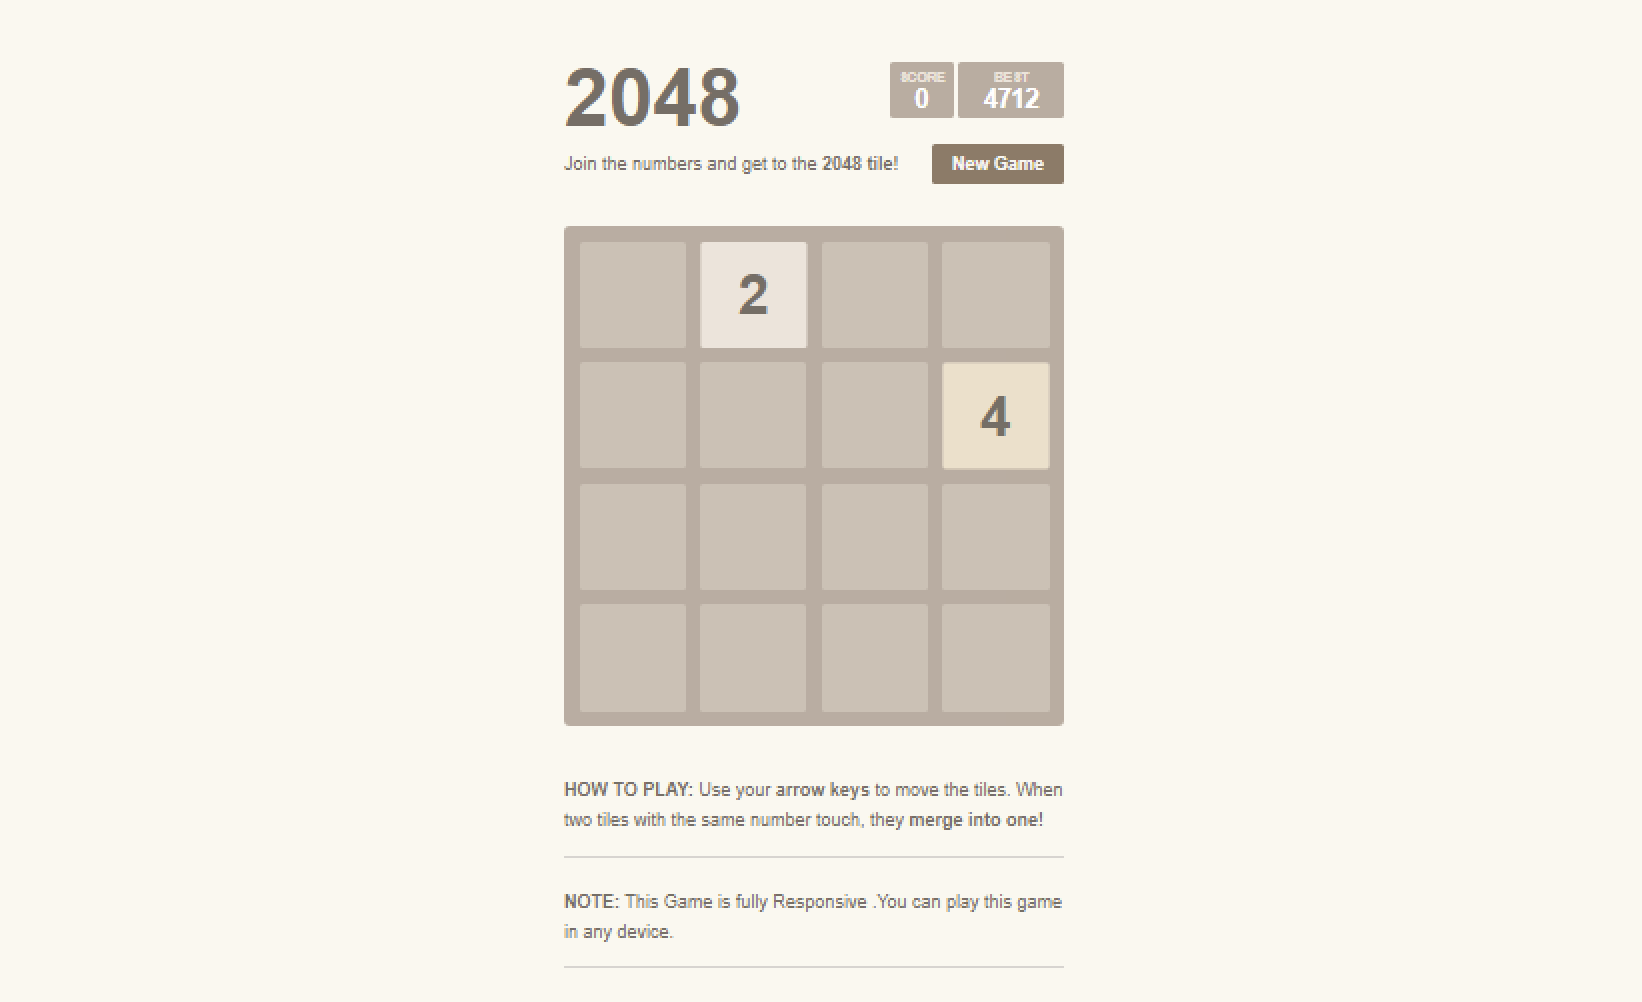 2048
SCORE
0
BEST
4712
Join the numbers and get to the 2048 tile!
New Game
2
4
HOW TO PLAY: Use your arrow keys to move the tiles. When
two tiles with the same number touch, they merge into one!
NOTE: This Game is fully Responsive .You can play this game
in any device.